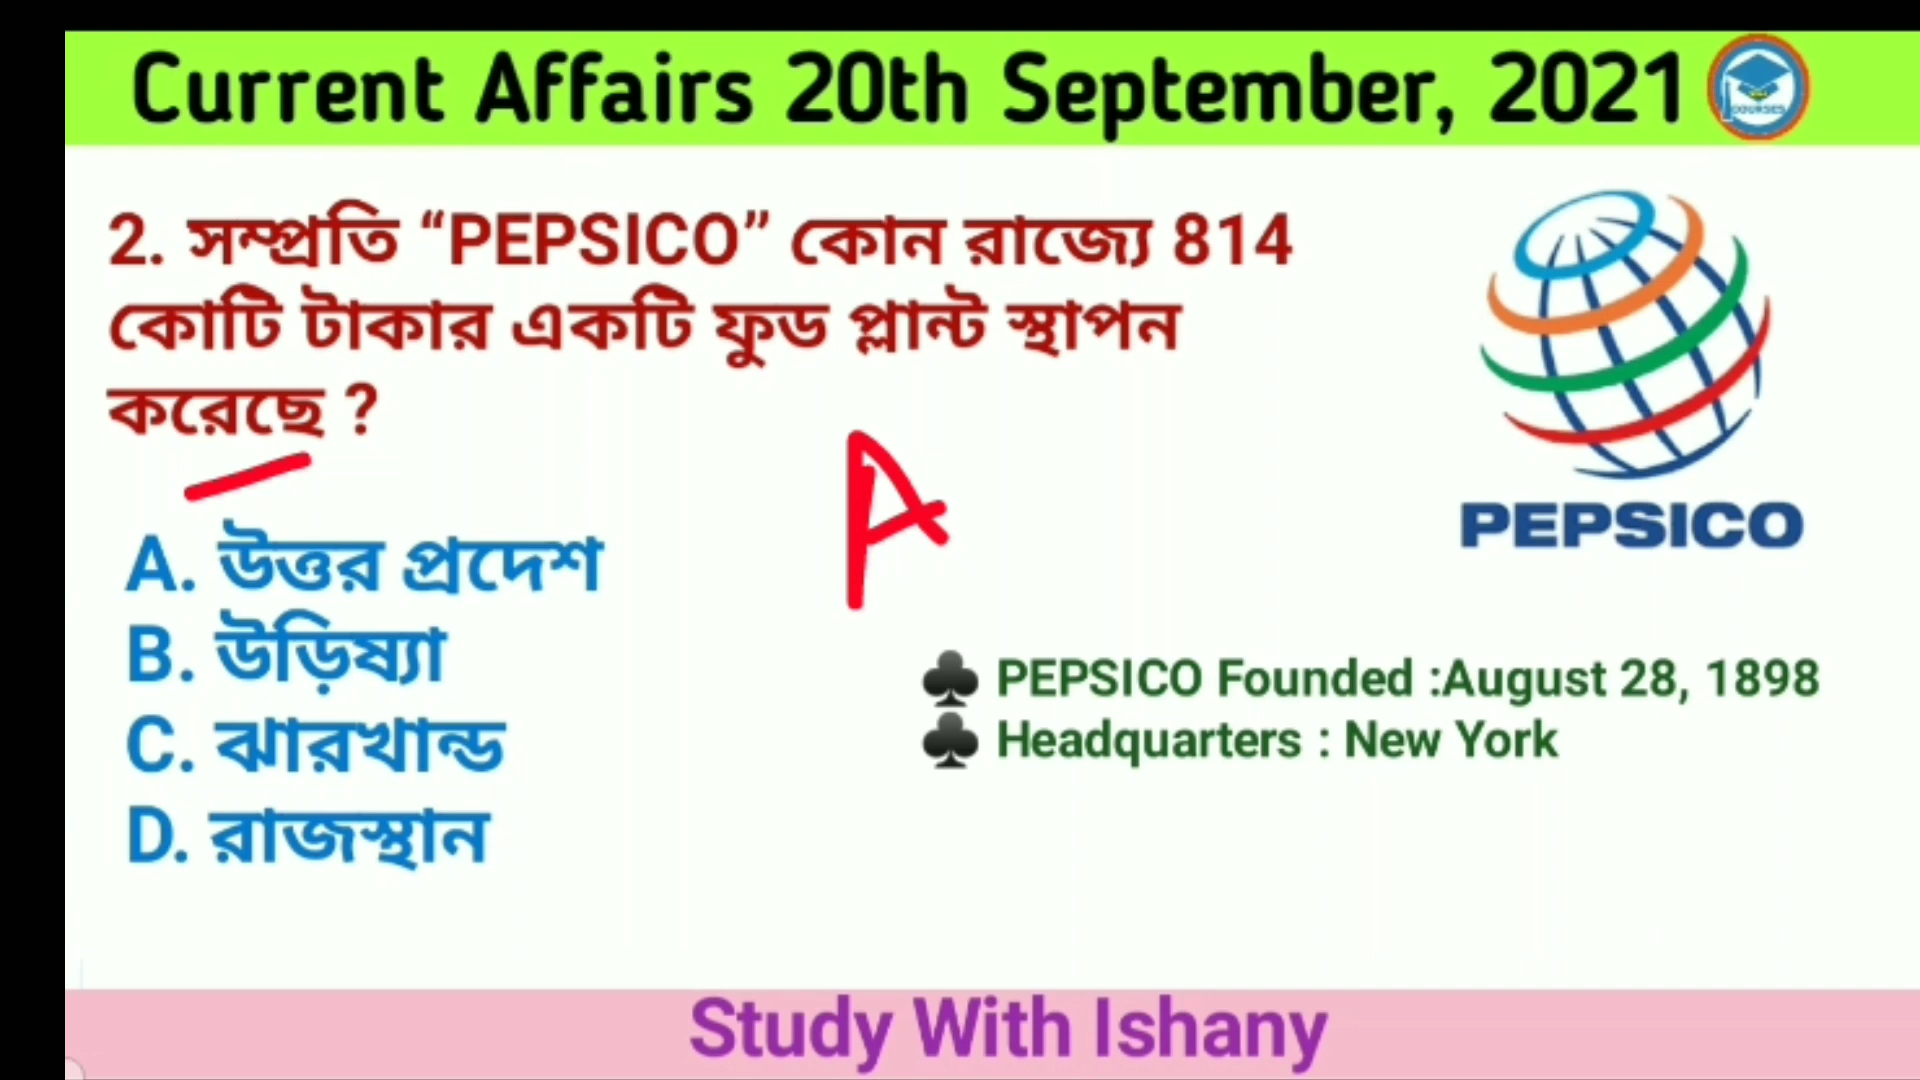 Current Affairs 20th September, 2021
COURSES
2. সম্প্রতি “PEPSICO” কোন রাজ্যে 814
কোটি টাকার একটি ফুড প্লান্ট স্থাপন
করেছে ?
A
A. উত্তর প্রদেশ
B. উড়িষ্যা
C. ঝারখান্ড
D. রাজস্থান
PEPSICO
♣ PEPSICO Founded :August 28, 1898
♣ Headquarters : New York
Study With Ishany